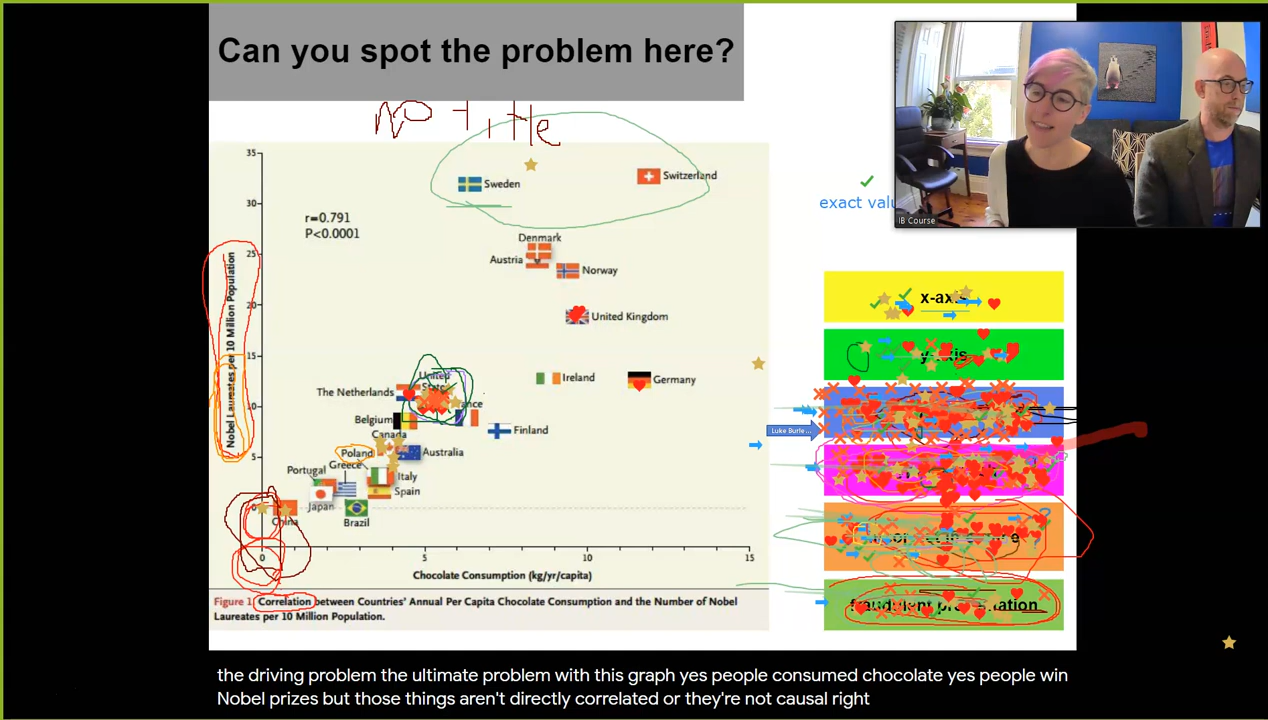 Can you spot the problem here?
No title
35
30
25
20
15
10
5
0
Nobel Laureates per 10 Million Population
r=0.791
P<0.0001
Sweden
Switzerland
Denmark
Austria
Norway
United Kingdom
United
The Netherlands
Ireland
Germany
Belgium
Finland
Canada
Poland
Australia
Portugal
Greece
Italy
Japan
Spain
China
Brazil
0
5
10
15
Chocolate Consumption (kg/yr/capita)
Figure 1. Correlation between Countries' Annual Per Capita Chocolate Consumption and the Number of Nobel
Laureates per 10 Million Population.
exact
IB Course
x-axis
y-axis
Luke Burle...
fraudulent
the driving problem the ultimate problem with this graph yes people consumed chocolate yes people win
Nobel prizes but those things aren't directly correlated or they're not causal right